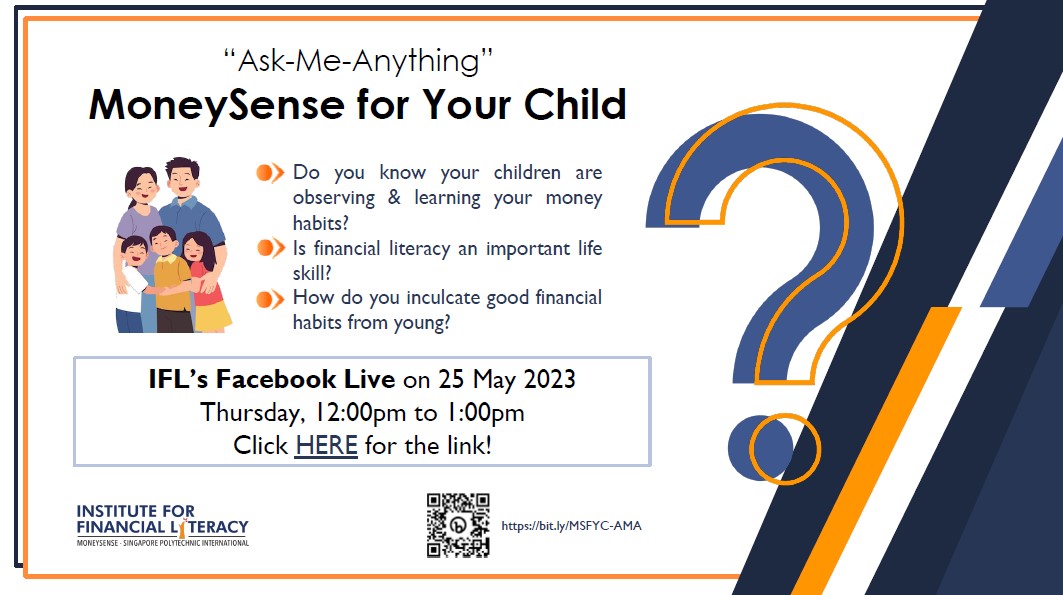 “Ask-Me-Anything”
MoneySense for Your Child
Do you know your children are
observing & learning your money
habits?
Is financial literacy an important life
skill?
How do you inculcate good financial
habits from young?
IFL’s Facebook Live on 25 May 2023
Thursday, 12:00pm to 1:00pm
Click HERE for the link!
INSTITUTE FOR
FINANCIAL LITERACY
MONEYSENSE - SINGAPORE POLYTECHNIC INTERNATIONAL
https://bit.ly/MSFYC-AMA